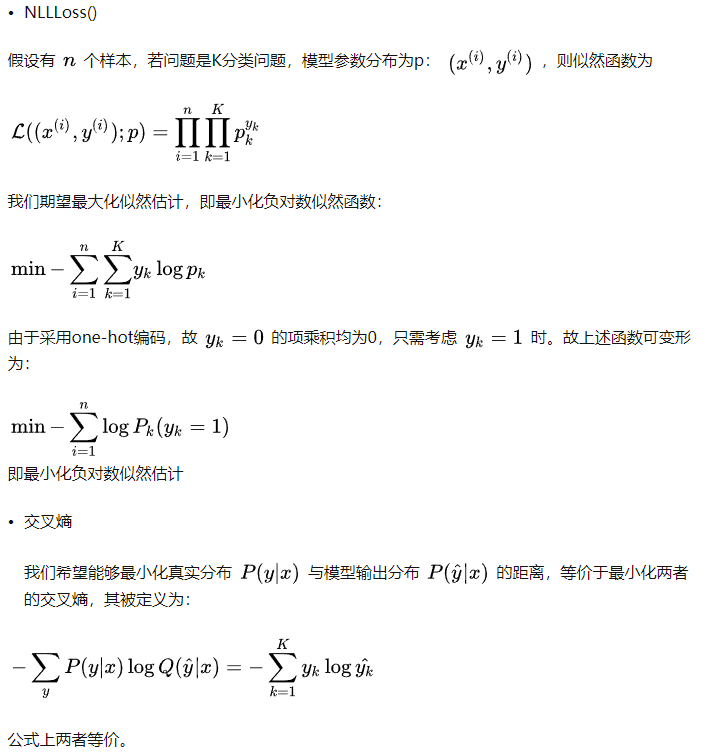 • NLLLoss()
假设有 n 个样本，若问题是K分类问题，模型参数分布为p： (x^{(i)}, y^{(i)}) ，则似然函数为
\mathcal{L}((x^{(i)}, y^{(i)}); p) = \prod_{i=1}^{n} \prod_{k=1}^{K} p_k^{y_k}
我们期望最大化似然估计，即最小化负对数似然函数：
\min - \sum_{i=1}^{n} \sum_{k=1}^{K} y_k \log p_k
由于采用one-hot编码，故 y_k = 0 的项乘积均为0，只需考虑 y_k = 1 时。故上述函数可变形
为：
\min - \sum_{i=1}^{n} \log P_k(y_k = 1)
即最小化负对数似然估计
• 交叉熵
我们希望能够最小化真实分布 P(y|x) 与模型输出分布 P(\hat{y}|x) 的距离，等价于最小化两者
的交叉熵，其被定义为：
- \sum_{y} P(y|x) \log Q(\hat{y}|x) = - \sum_{k=1}^{K} y_k \log \hat{y_k}
公式上两者等价。